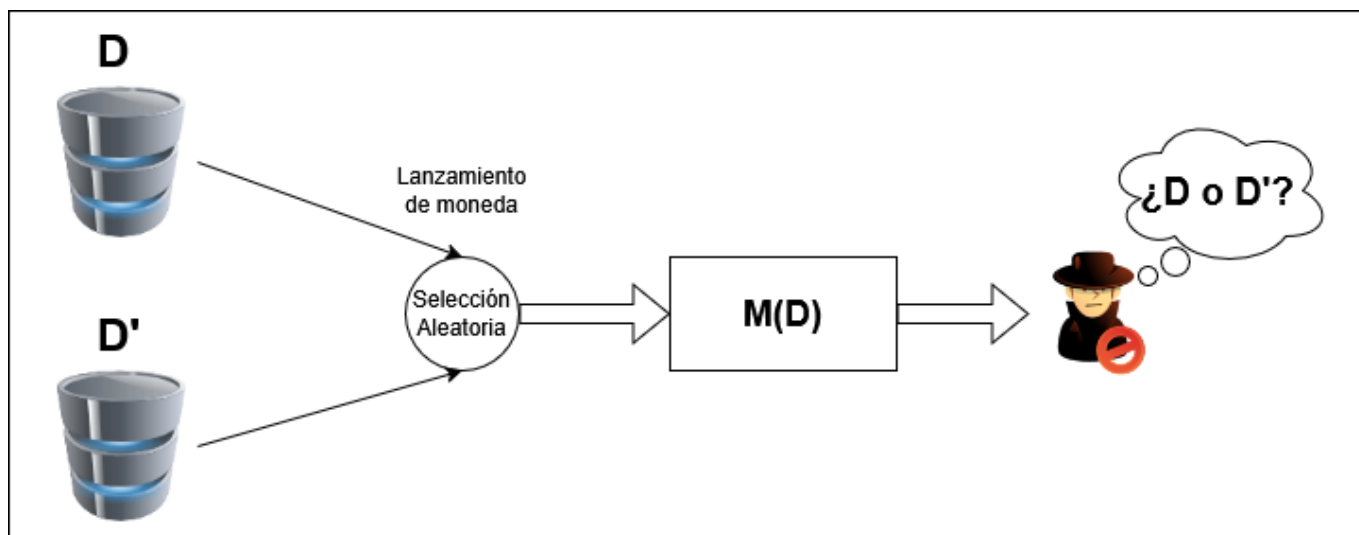 D
Lanzamiento
de moneda
¿D o D'?
Selección
Aleatoria
M(D)
D'